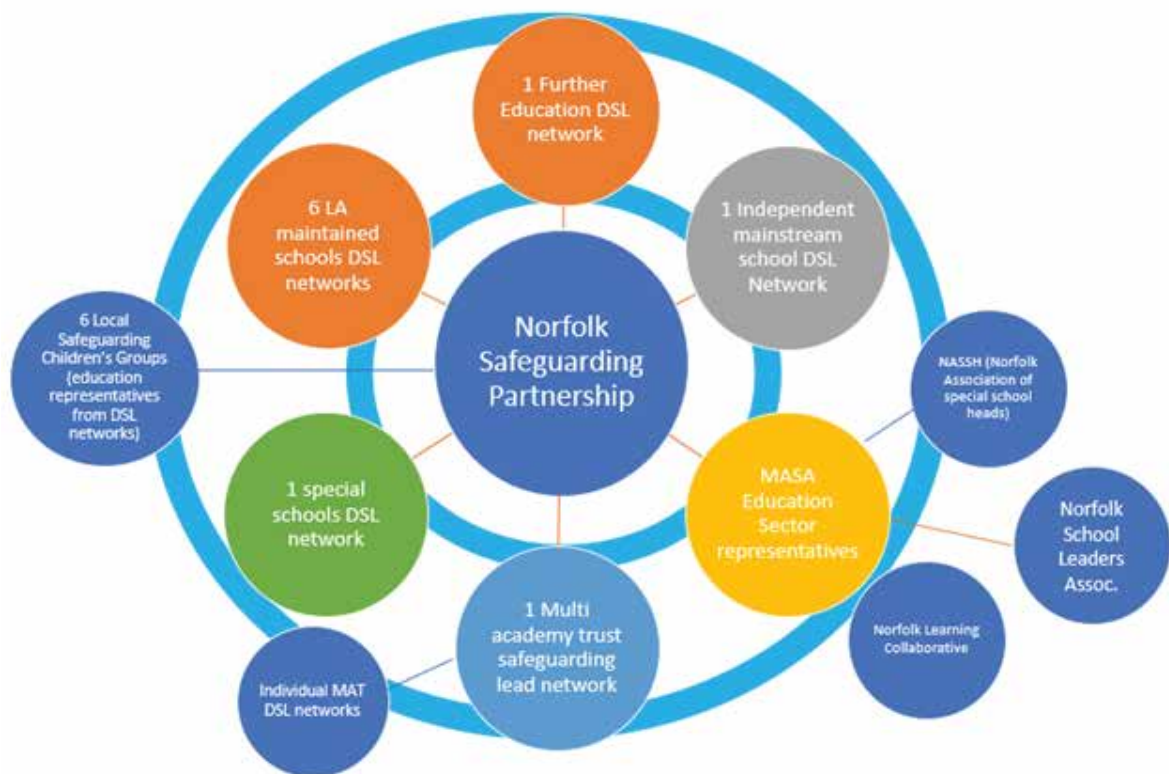 1 Further
Education DSL
network
6 LA
maintained
schools DSL
networks
1 Independent
mainstream
school DSL
Network
Norfolk
Safeguarding
Partnership
6 Local
Safeguarding
Children's Groups
(education
representatives
from DSL
networks)
NASSH (Norfolk
Association of
special school
heads)
1 special
schools DSL
network
MASA
Education
Sector
representatives
Norfolk
School
Leaders
Assoc.
1 Multi
academy trust
safeguarding
lead network
Norfolk Learning
Collaborative
Individual MAT
DSL networks